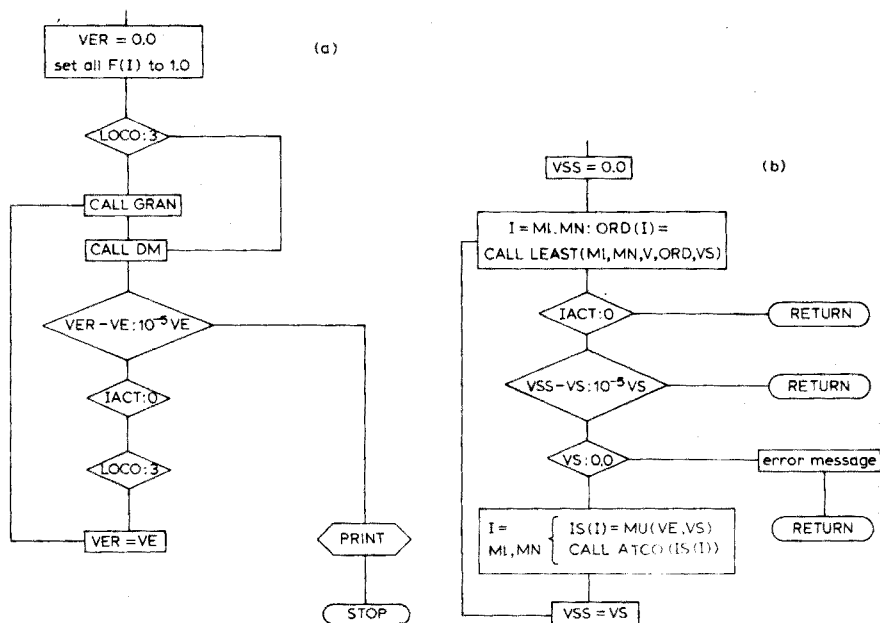 VER = 0.0
set all F(I) to 1.0
(a)
LOCO:3
CALL GRAN
CALL DM
VER-VE:10⁻⁵VE
IACT:0
LOCO:3
VER=VE
PRINT
STOP
(b)
VSS=0.0
I=M1,MN: ORD(I)=
CALL LEAST(M1,MN,V,ORD,VS)
IACT:0
RETURN
VSS-VS:10⁻⁵VS
RETURN
VS:0.0
error message
RETURN
I= { IS(I)=MU(VE,VS)
M1,MN CALL ATCO(IS(I))
VSS=VS